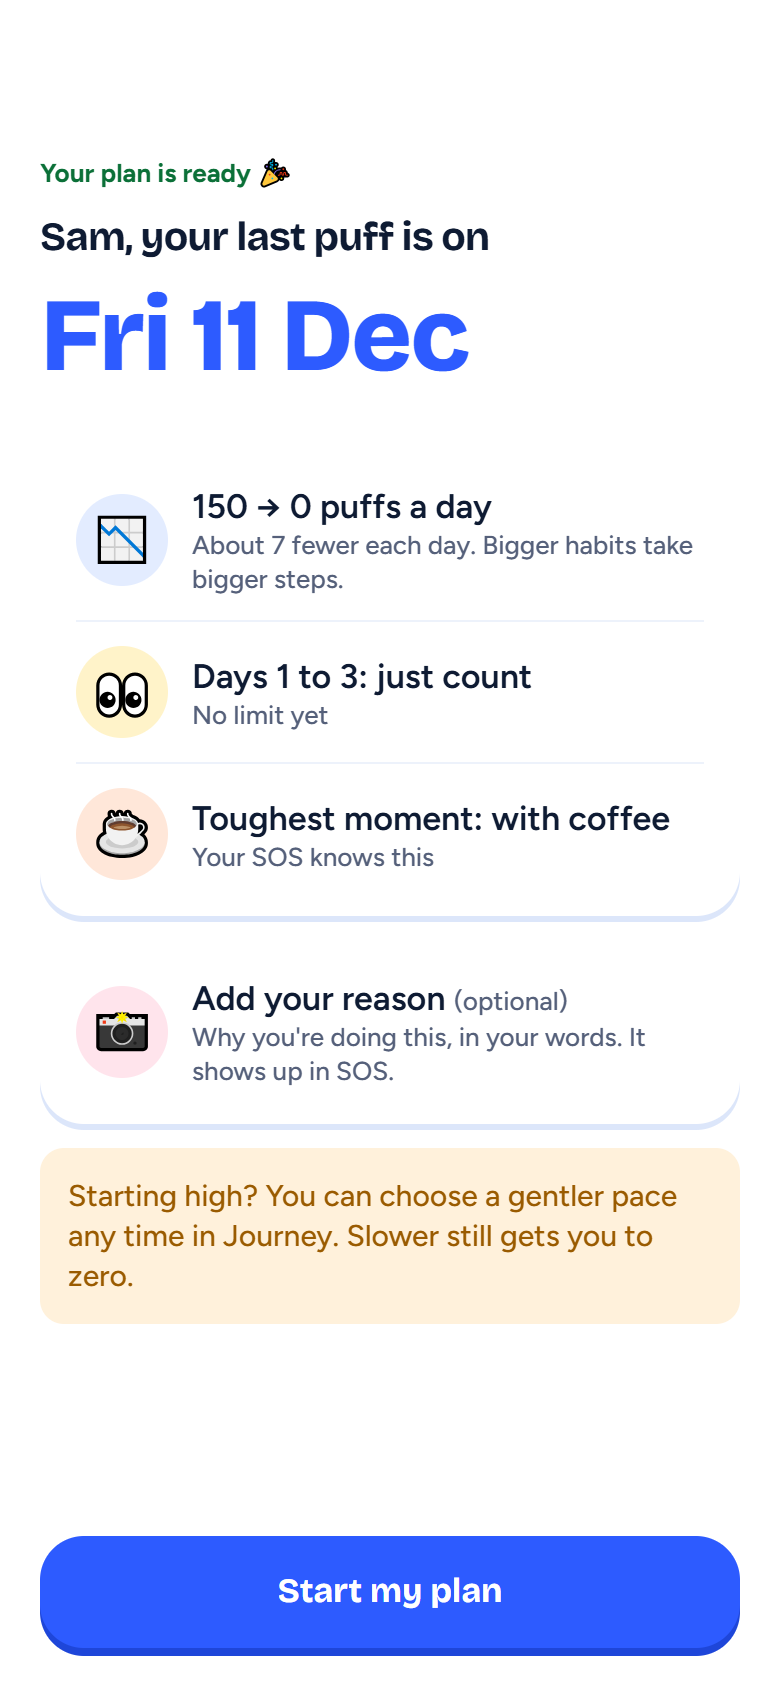 Your plan is ready 🎉
Sam, your last puff is on
Fri 11 Dec
150 → 0 puffs a day
About 7 fewer each day. Bigger habits take
bigger steps.
Days 1 to 3: just count
No limit yet
Toughest moment: with coffee
Your SOS knows this
Add your reason (optional)
Why you're doing this, in your words. It
shows up in SOS.
Starting high? You can choose a gentler pace
any time in Journey. Slower still gets you to
zero.
Start my plan